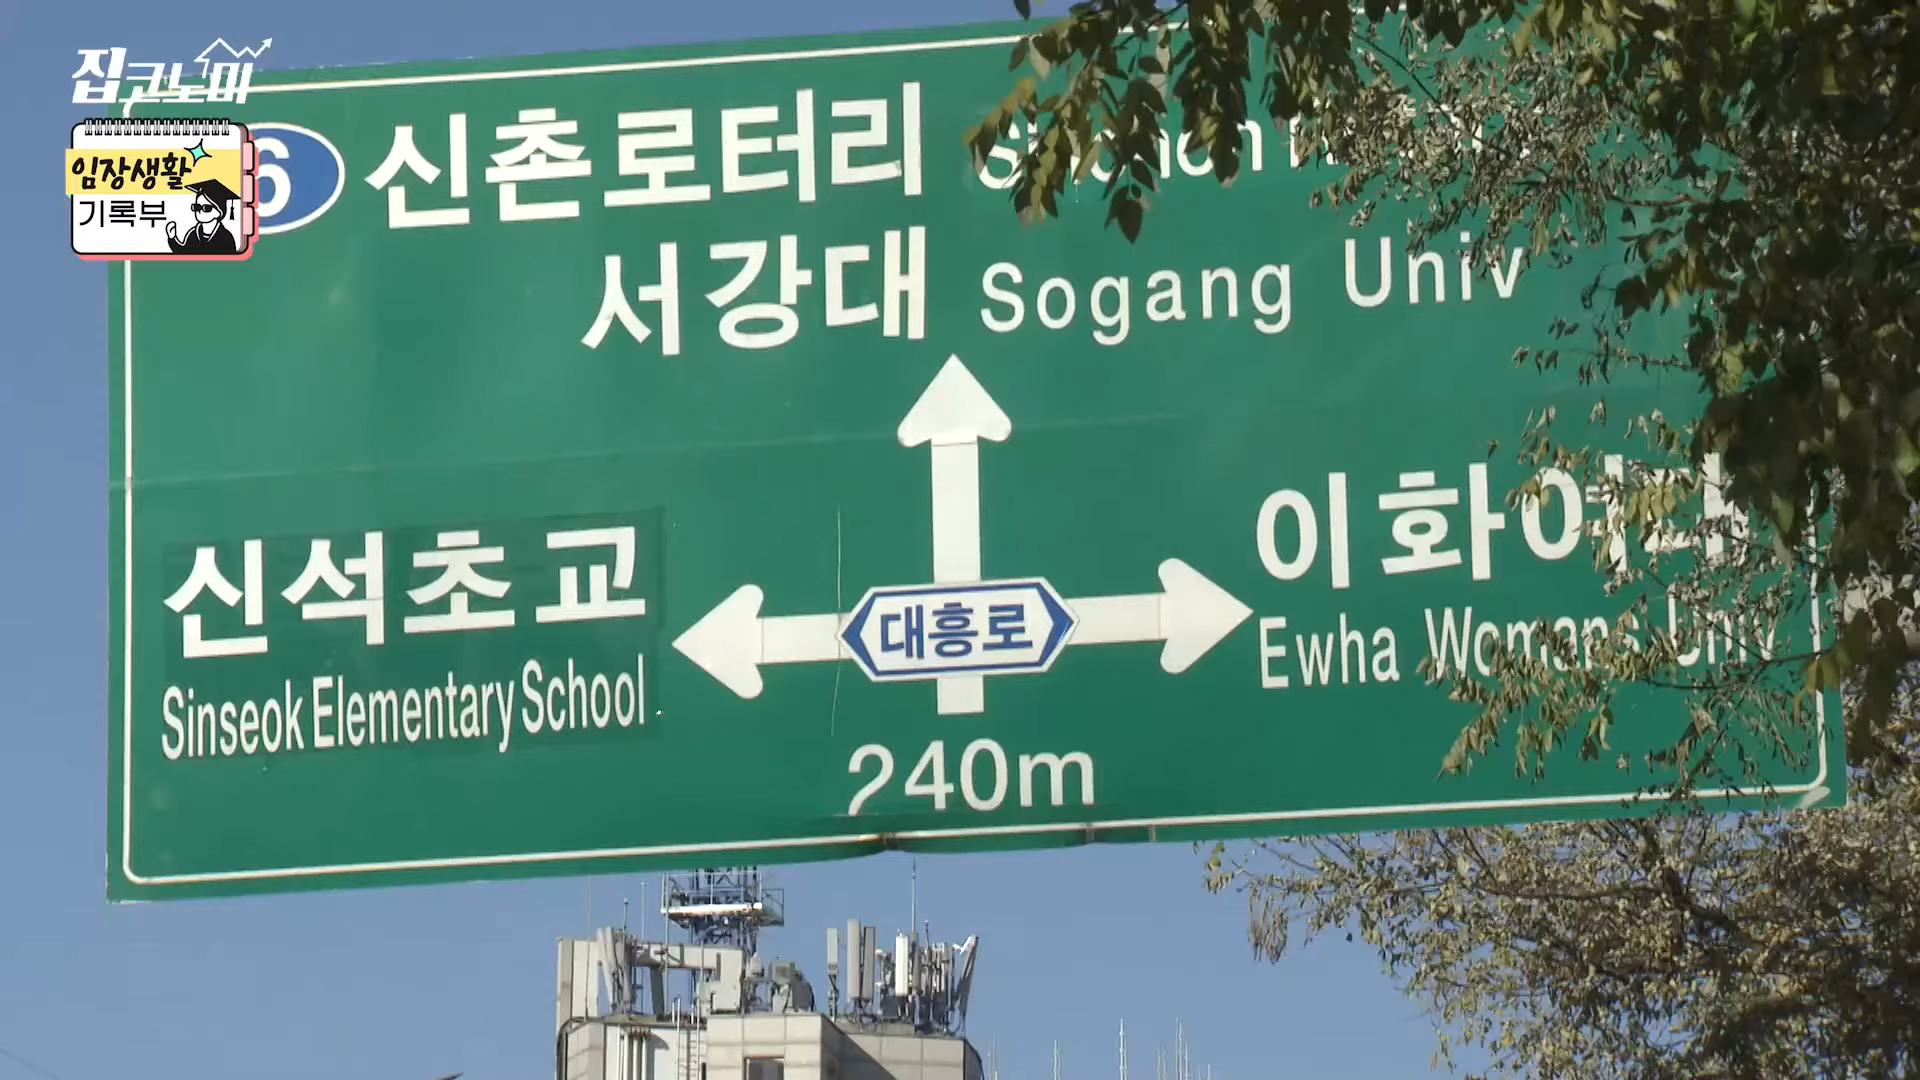 집코노미
임장생활
기록부
6 신촌로터리
서강대 Sogang Univ
신석초교
Sinseok Elementary School
대흥로
이화여대
Ewha Womans Univ
240m